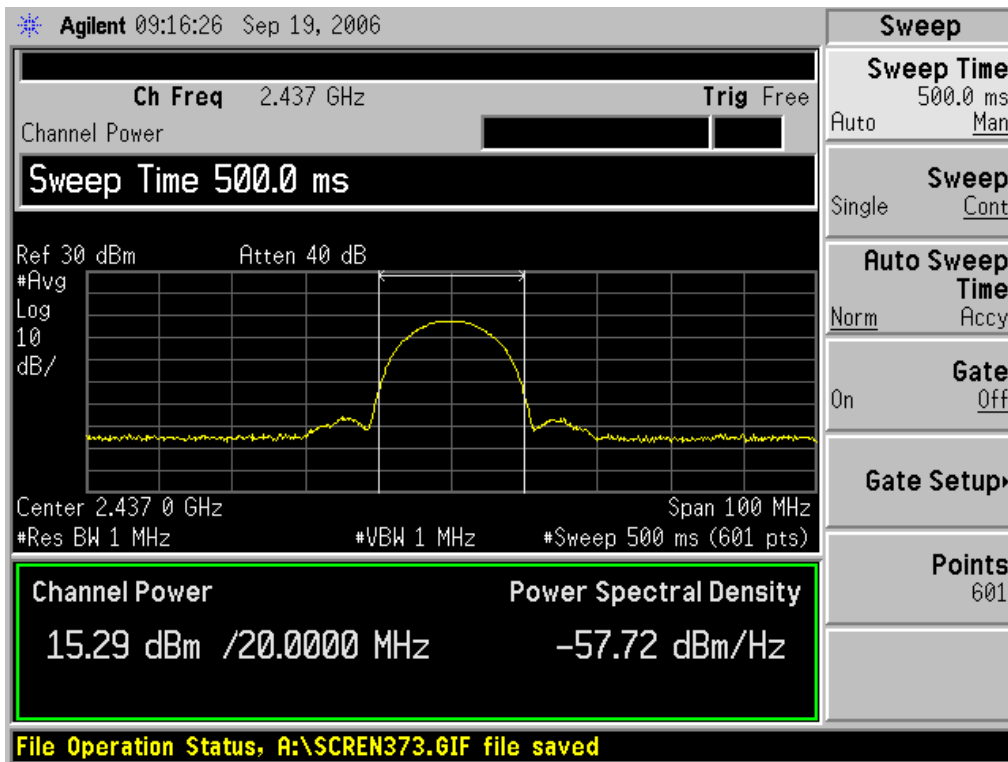 Agilent 09:16:26 Sep 19, 2006
Ch Freq 2.437 GHz Trig Free
Channel Power
Sweep Time 500.0 ms
Ref 30 dBm Atten 40 dB
#Avg
Log
10
dB/
Center 2.437 0 GHz Span 100 MHz
#Res BW 1 MHz #VBW 1 MHz #Sweep 500 ms (601 pts)
Channel Power Power Spectral Density
15.29 dBm /20.0000 MHz -57.72 dBm/Hz
File Operation Status, A:\SCREN373.GIF file saved
Sweep
Sweep Time
500.0 ms
Auto Man
Sweep
Single Cont
Auto Sweep
Time
Norm Accy
Gate
On Off
Gate Setup
Points
601